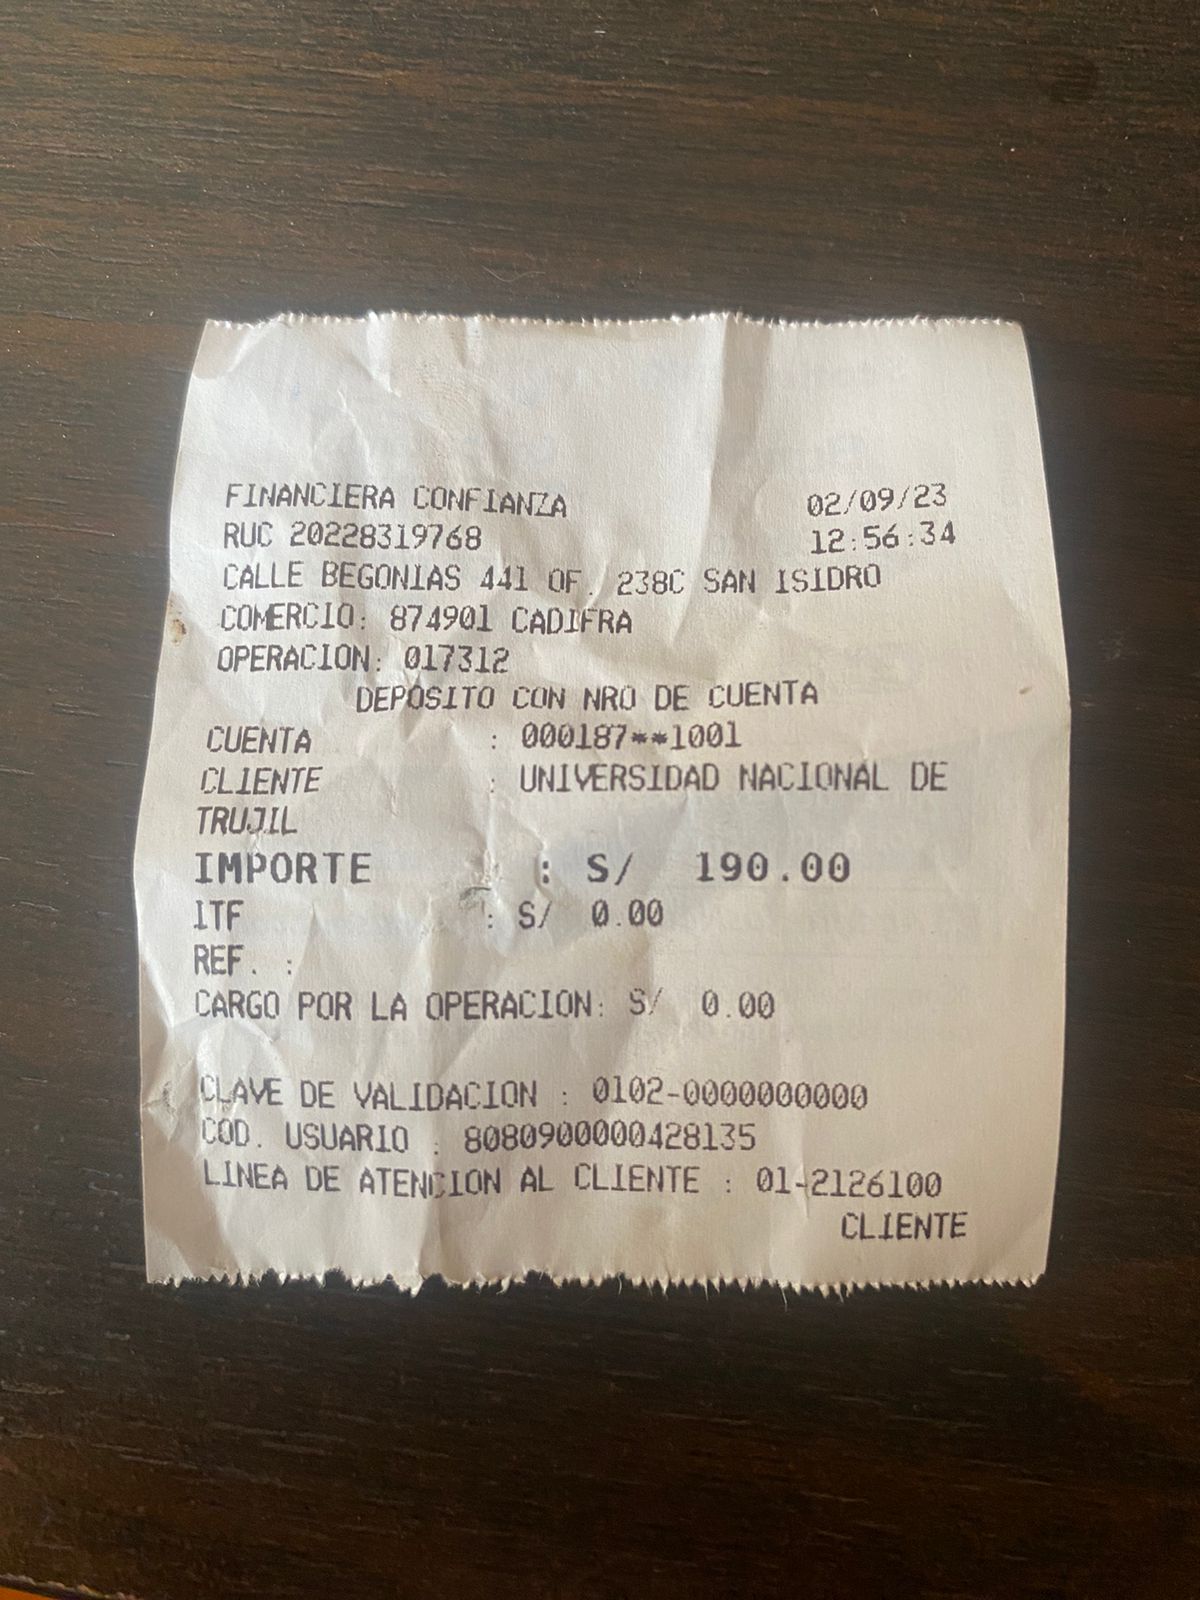 FINANCIERA CONFIANZA 02/09/23
RUC 20228319768 12:56:34
CALLE BEGONIAS 441 OF. 238C SAN ISIDRO
COMERCIO: 874901 CADIFRA
OPERACION: 017312
DEPOSITO CON NRO DE CUENTA
CUENTA : 000187**1001
CLIENTE : UNIVERSIDAD NACIONAL DE
TRUJIL
IMPORTE : S/ 190.00
ITF : S/ 0.00
REF. :
CARGO POR LA OPERACION: S/ 0.00
CLAVE DE VALIDACION : 0102-0000000000
COD. USUARIO : 8080900000428135
LINEA DE ATENCION AL CLIENTE : 01-2126100
CLIENTE